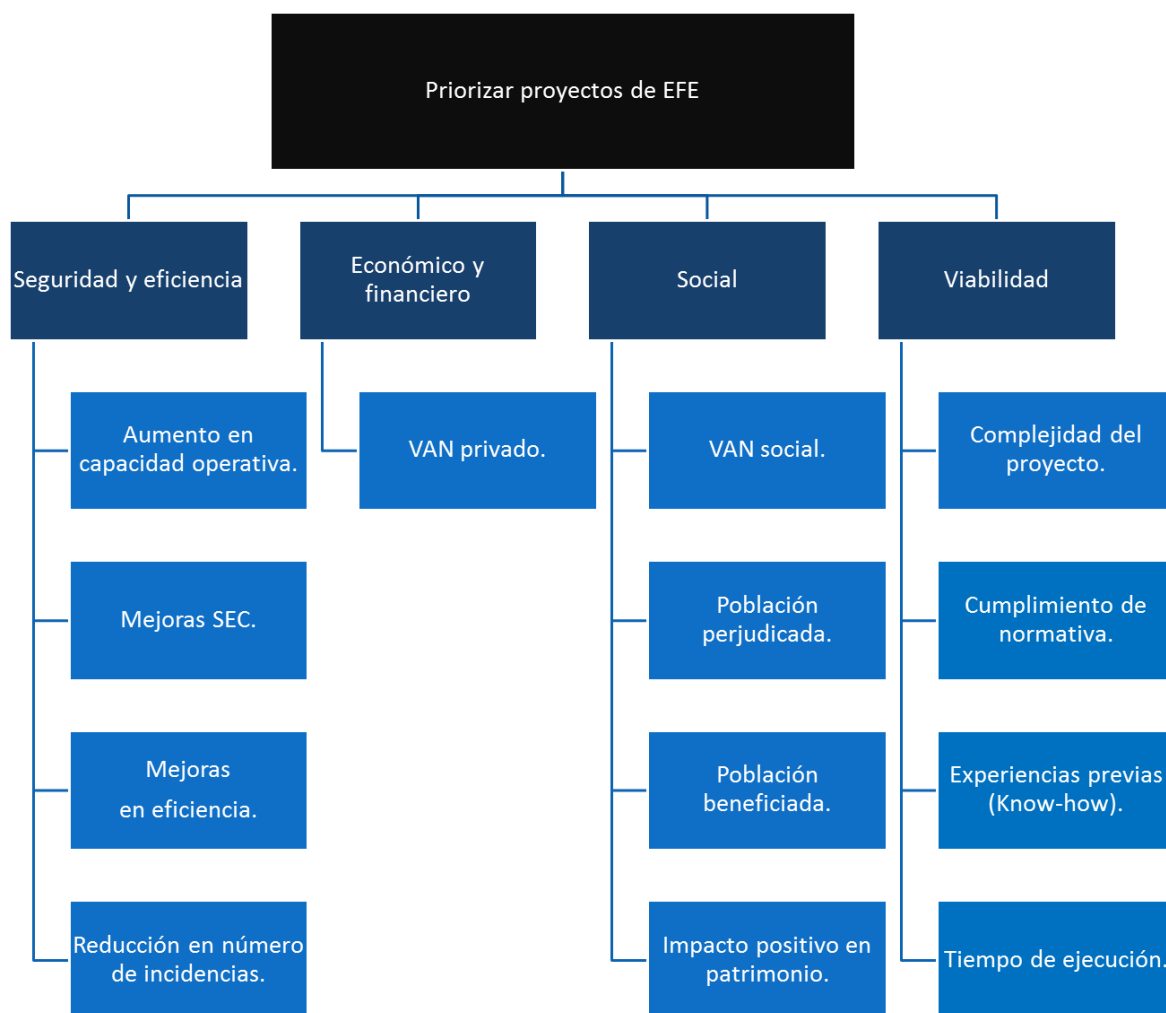 Priorizar proyectos de EFE
Seguridad y eficiencia
Económico y
financiero
Social
Viabilidad
Aumento en
capacidad operativa.
VAN privado.
VAN social.
Complejidad del
proyecto.
Mejoras SEC.
Población
perjudicada.
Cumplimiento de
normativa.
Mejoras
en eficiencia.
Población
beneficiada.
Experiencias previas
(Know-how).
Reducción en número
de incidencias.
Impacto positivo en
patrimonio.
Tiempo de ejecución.